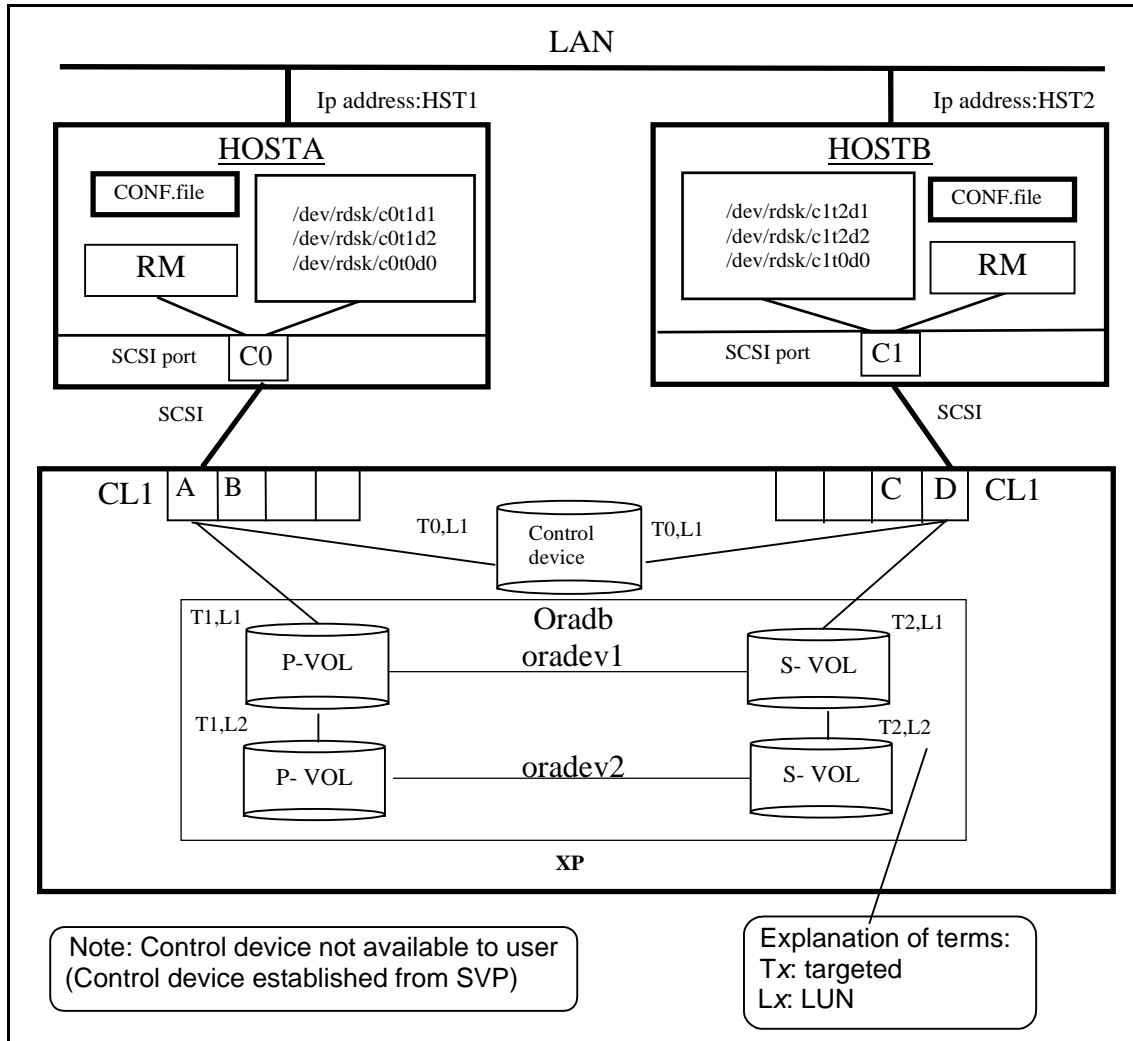 LAN
Ip address:HST1
Ip address:HST2
HOSTA
CONF.file
/dev/rdsk/c0t1d1
/dev/rdsk/c0t1d2
/dev/rdsk/c0t0d0
RM
SCSI port
C0
HOSTB
/dev/rdsk/c1t2d1
/dev/rdsk/c1t2d2
/dev/rdsk/c1t0d0
CONF.file
RM
SCSI port
C1
SCSI
SCSI
CL1 A B
C D CL1
T0,L1
Control
device
T0,L1
T1,L1
Oradb
T2,L1
P-VOL
oradev1
S- VOL
T1,L2
T2,L2
P- VOL
oradev2
S- VOL
XP
Note: Control device not available to user
(Control device established from SVP)
Explanation of terms:
Tx: targeted
Lx: LUN